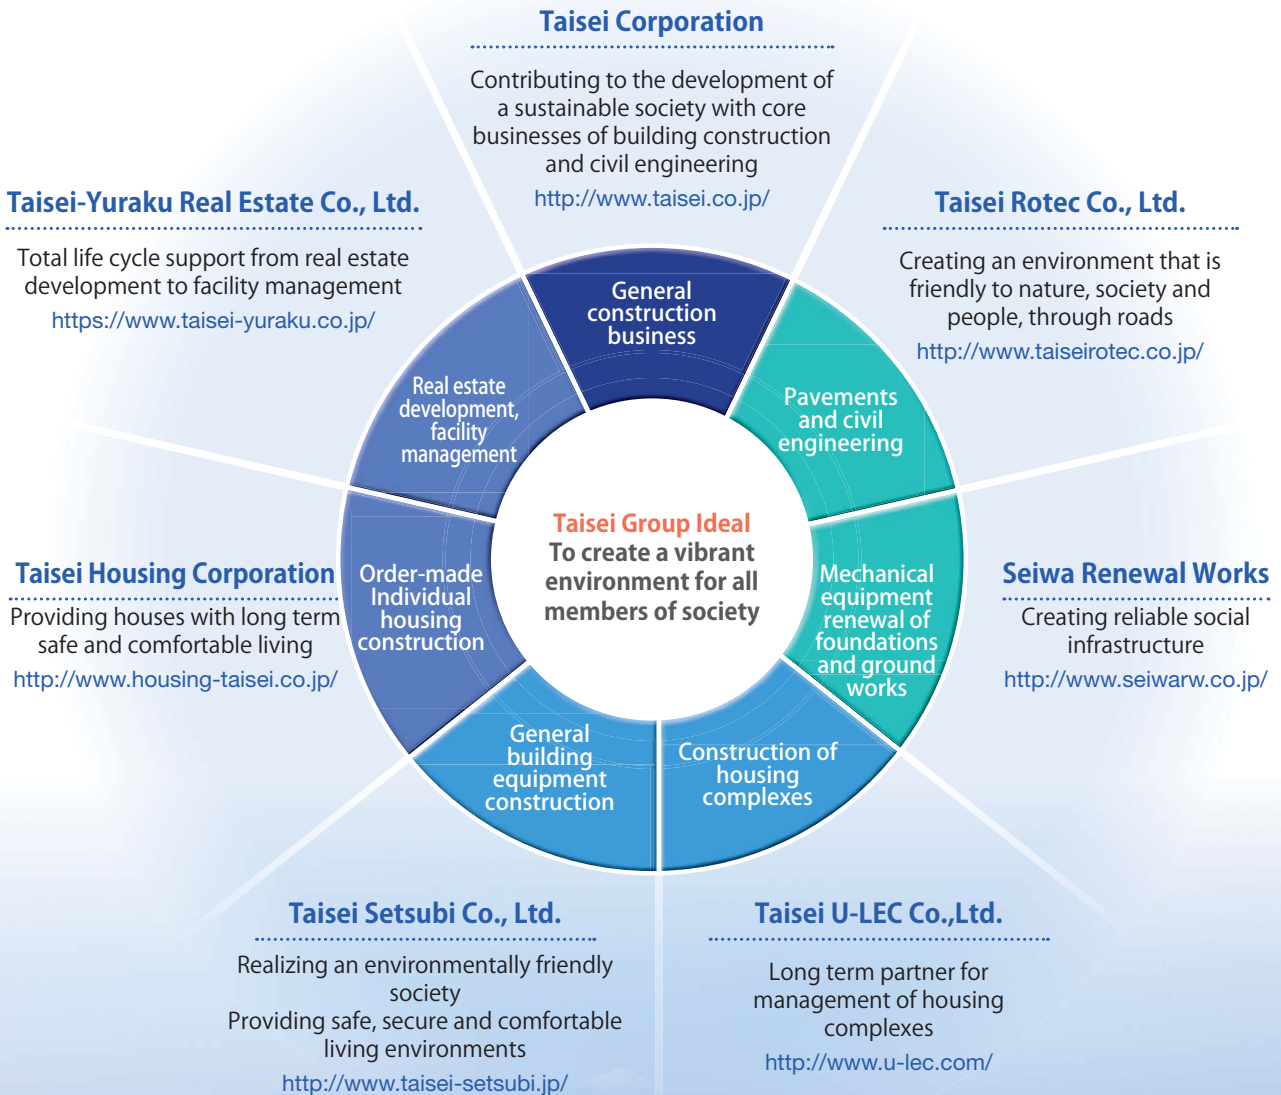 Taisei Corporation
Contributing to the development of
a sustainable society with core
businesses of building construction
and civil engineering
http://www.taisei.co.jp/
Taisei-Yuraku Real Estate Co., Ltd.
Total life cycle support from real estate
development to facility management
https://www.taisei-yuraku.co.jp/
Taisei Rotec Co., Ltd.
Creating an environment that is
friendly to nature, society and
people, through roads
http://www.taiseirotec.co.jp/
General
construction
business
Real estate
development,
facility
management
Pavements
and civil
engineering
Taisei Group Ideal
To create a vibrant
environment for all
members of society
Taisei Housing Corporation
Providing houses with long term
safe and comfortable living
http://www.housing-taisei.co.jp/
Order-made
Individual
housing
construction
Mechanical
equipment
renewal of
foundations
and ground
works
Seiwa Renewal Works
Creating reliable social
infrastructure
http://www.seiwarw.co.jp/
General
building
equipment
construction
Construction of
housing
complexes
Taisei Setsubi Co., Ltd.
Realizing an environmentally friendly
society
Providing safe, secure and comfortable
living environments
http://www.taisei-setsubi.jp/
Taisei U-LEC Co.,Ltd.
Long term partner for
management of housing
complexes
http://www.u-lec.com/